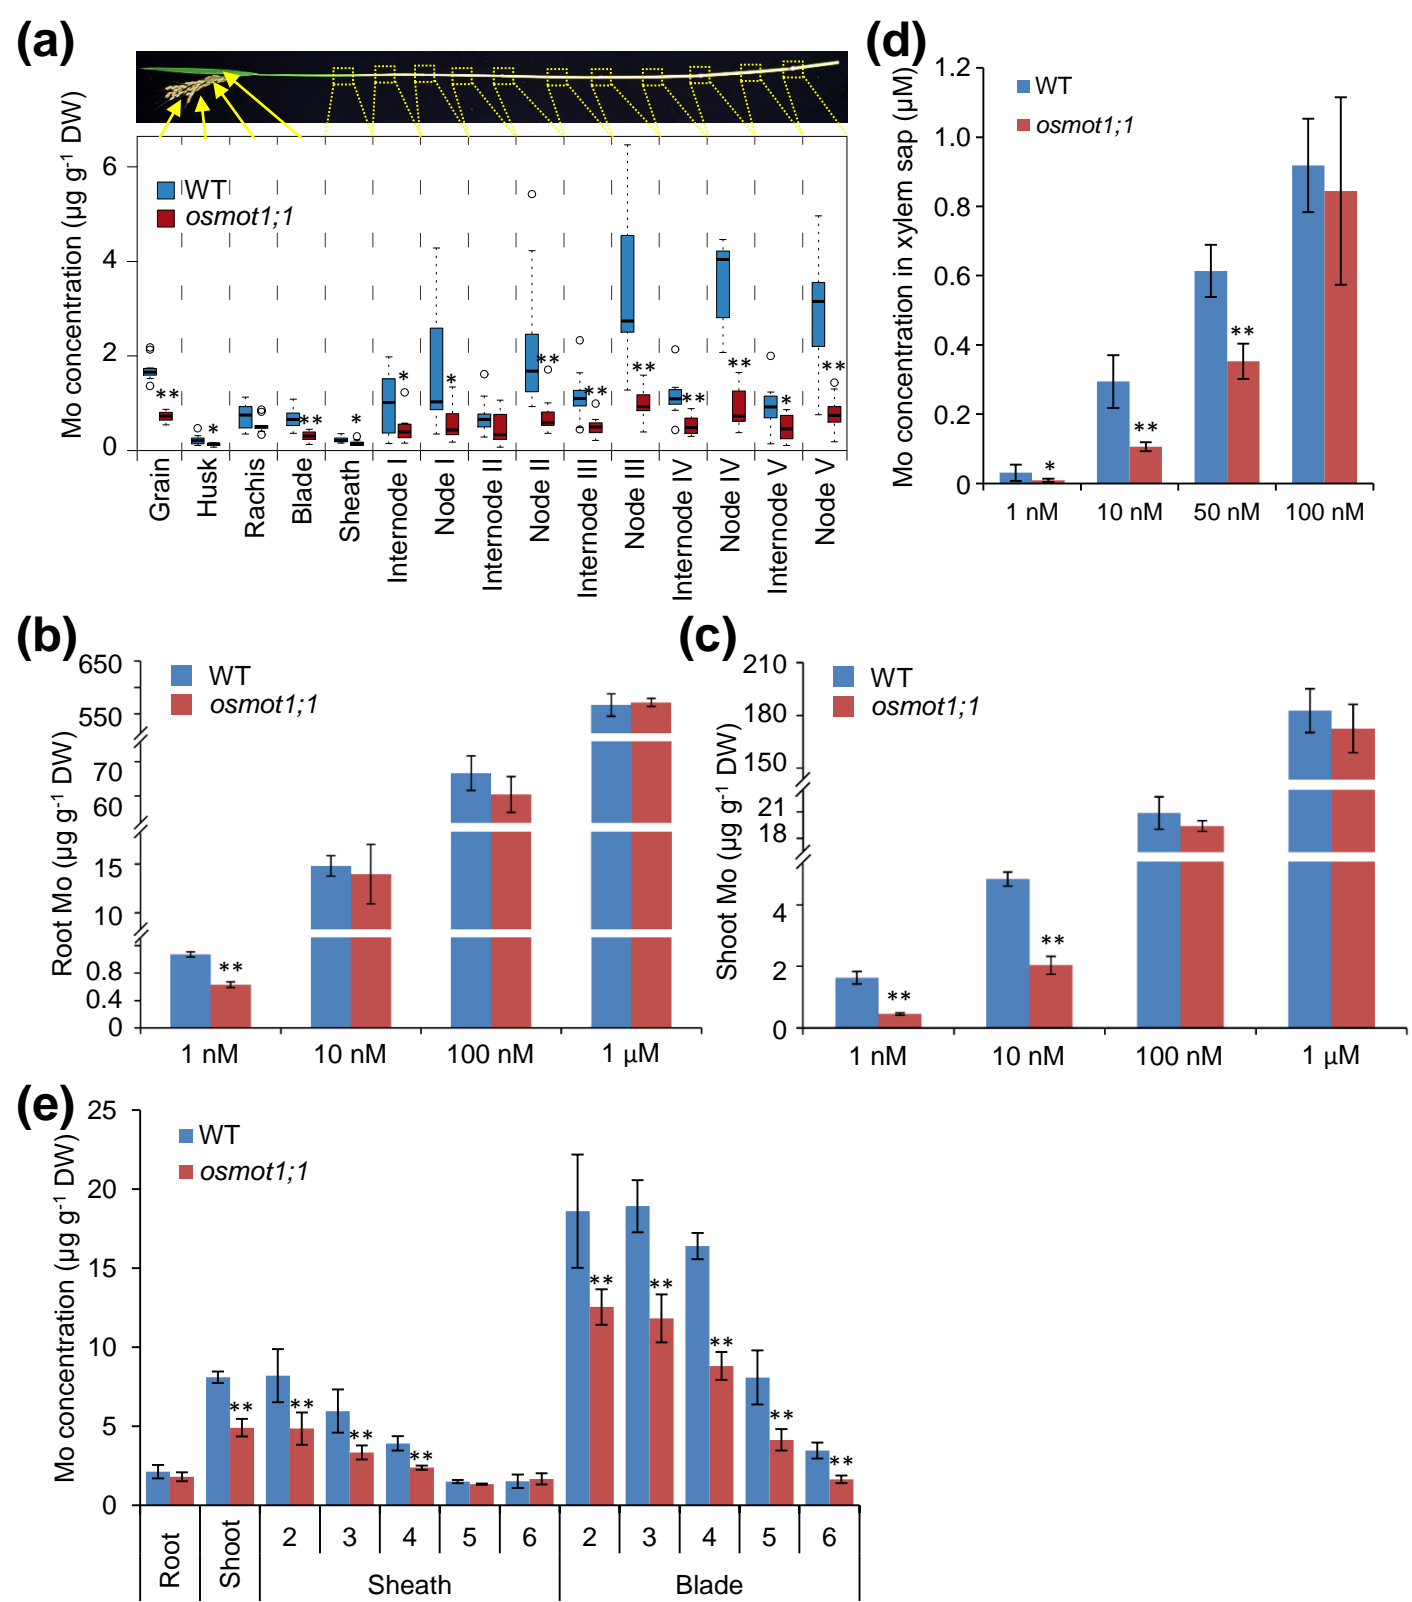 (a)
Mo concentration (µg g⁻¹ DW)
6
4
2
0
WT
osmot1;1
** * ** * * * ** ** ** ** ** * **
Grain
Husk
Rachis
Blade
Sheath
Internode I
Node I
Internode II
Node II
Internode III
Node III
Internode IV
Node IV
Internode V
Node V
(d)
Mo concentration in xylem sap (µM)
1.2
1.0
0.8
0.6
0.4
0.2
0
WT
osmot1;1
* ** **
1 nM 10 nM 50 nM 100 nM
(b)
Root Mo (µg g⁻¹ DW)
650
550
70
60
15
10
0.8
0.4
0
WT
osmot1;1
**
1 nM 10 nM 100 nM 1 µM
(c)
Shoot Mo (µg g⁻¹ DW)
210
180
150
21
18
4
2
0
WT
osmot1;1
** **
1 nM 10 nM 100 nM 1 µM
(e)
Mo concentration (µg g⁻¹ DW)
25
20
15
10
5
0
WT
osmot1;1
** ** ** ** ** ** ** ** **
Root
Shoot
2 3 4 5 6 2 3 4 5 6
Sheath Blade